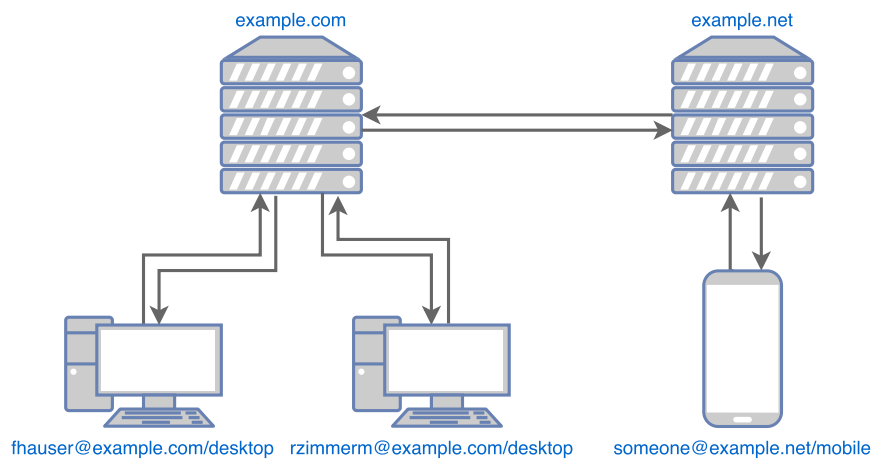 example.com
example.net
fhauser@example.com/desktop
rzimmerm@example.com/desktop
someone@example.net/mobile